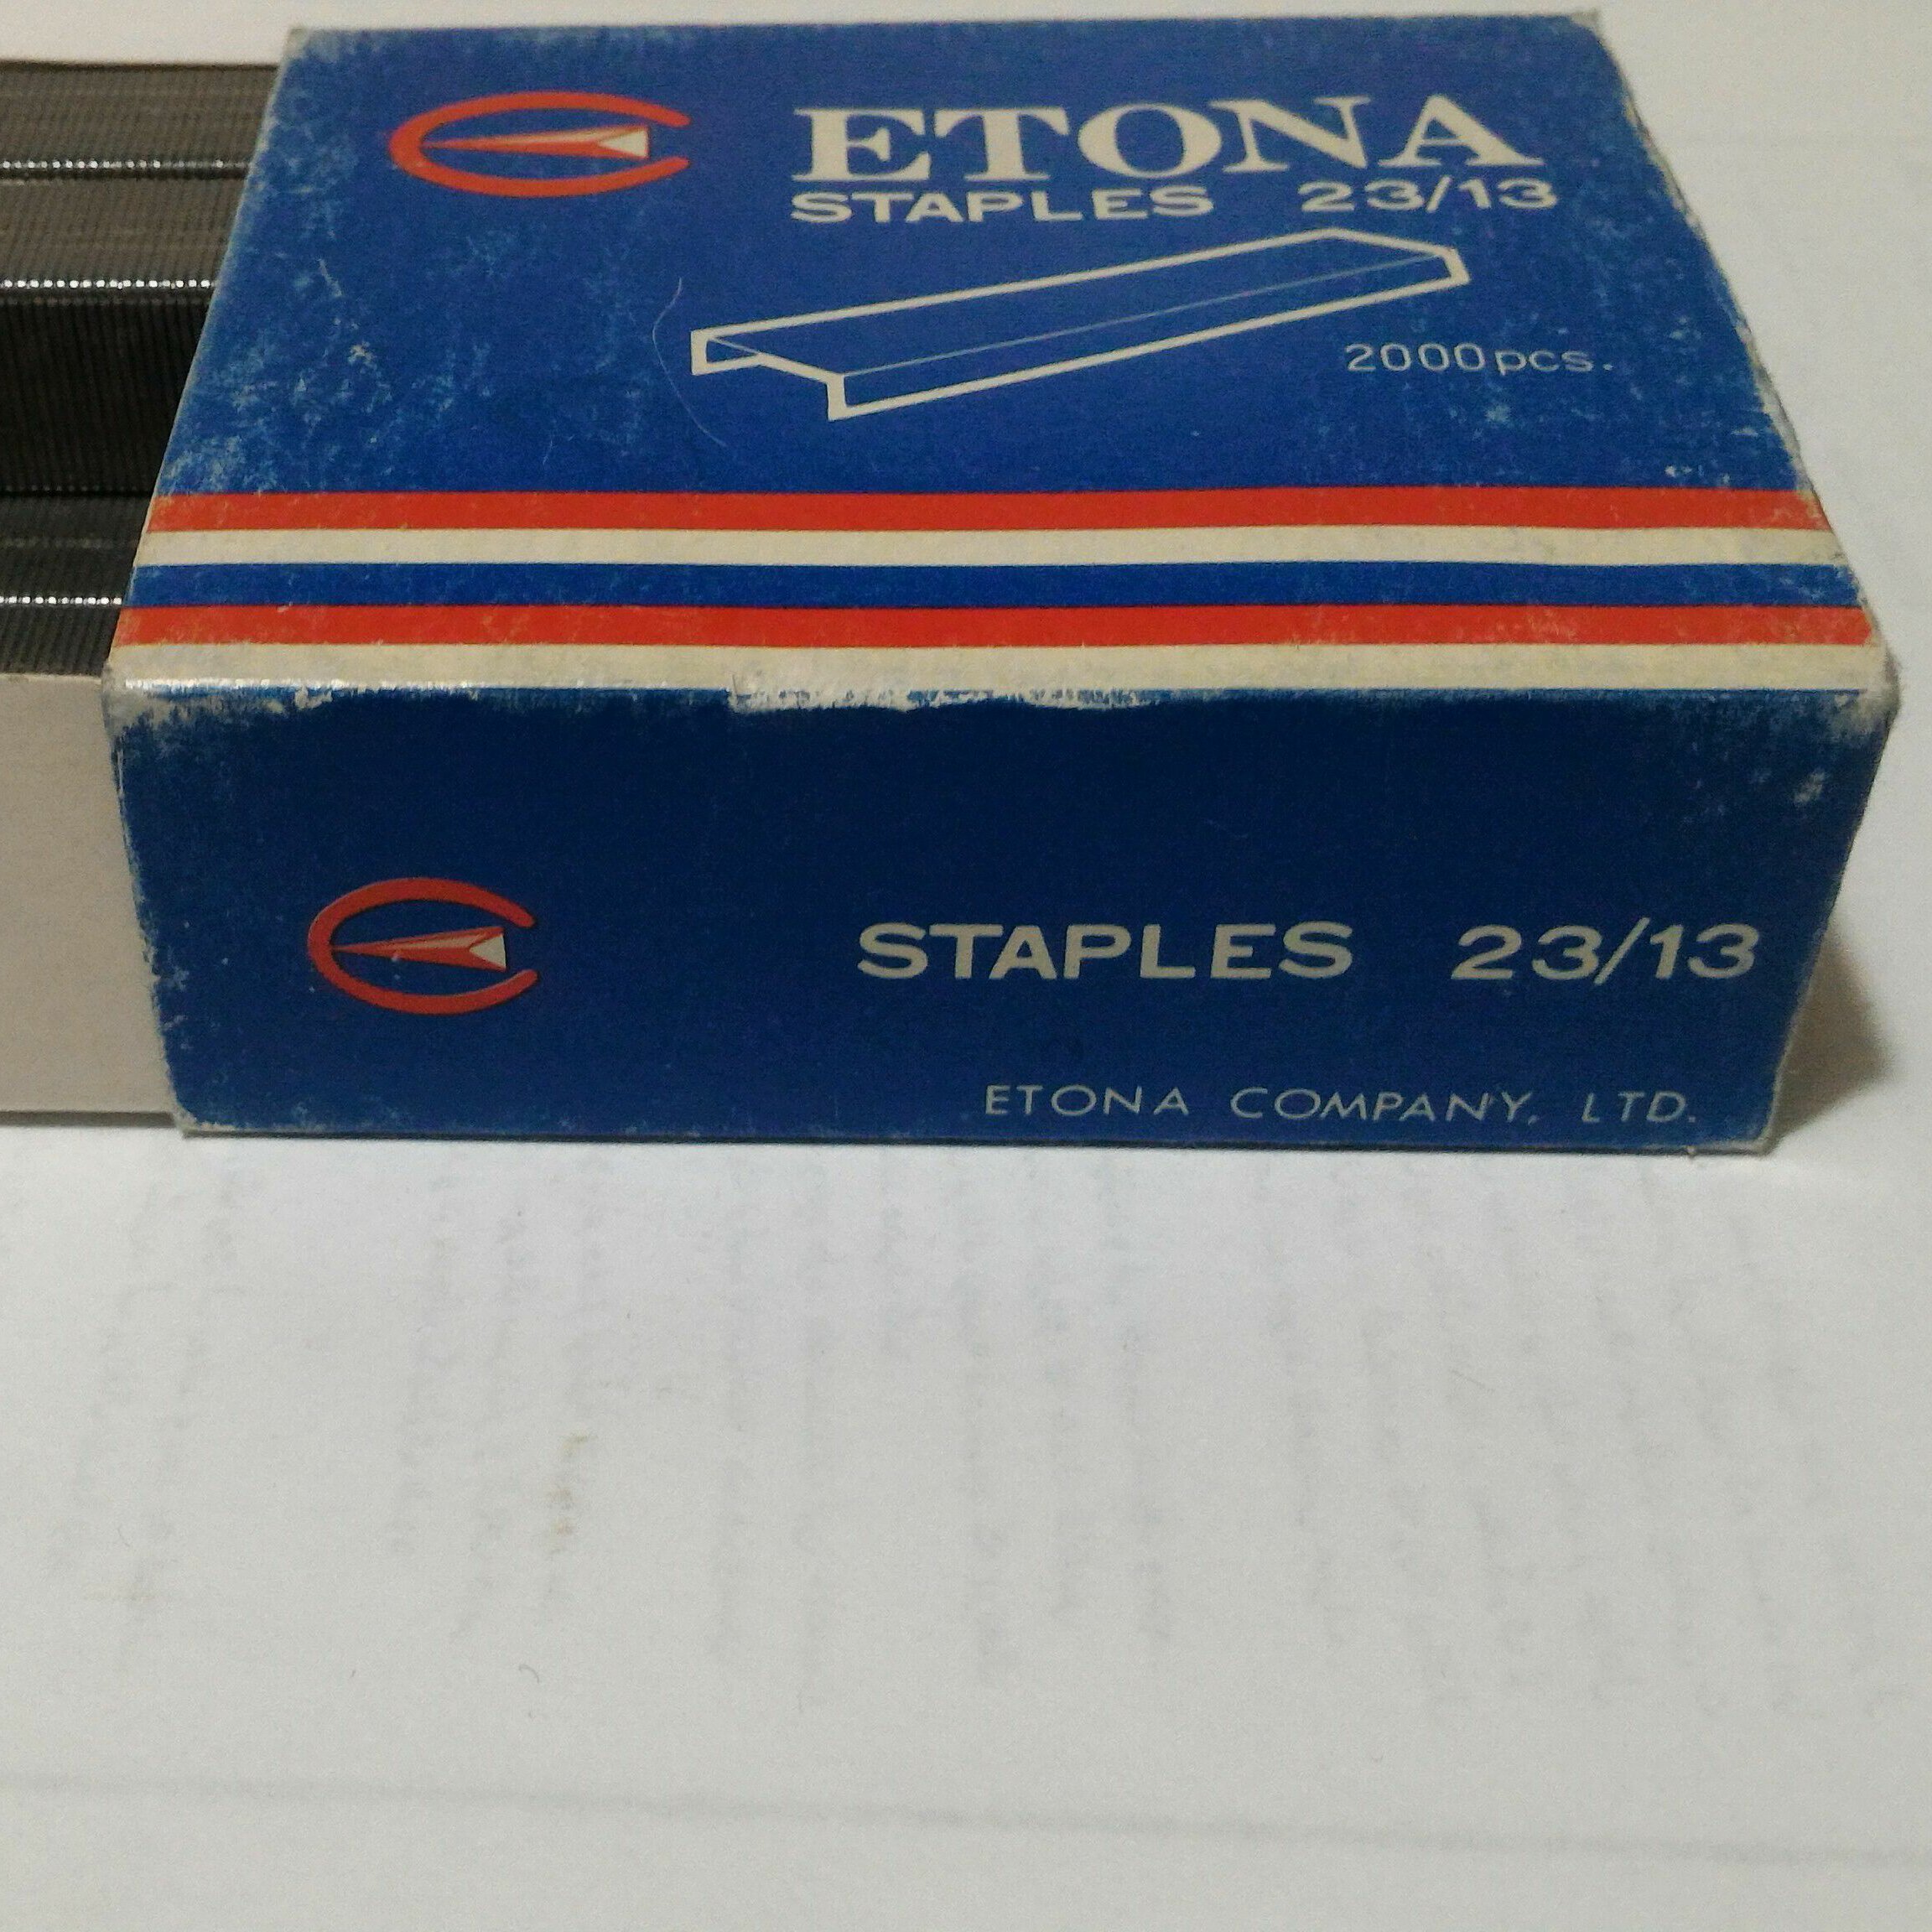 ETONA
STAPLES 23/13
2000pcs.
STAPLES 23/13
ETONA COMPANY, LTD.